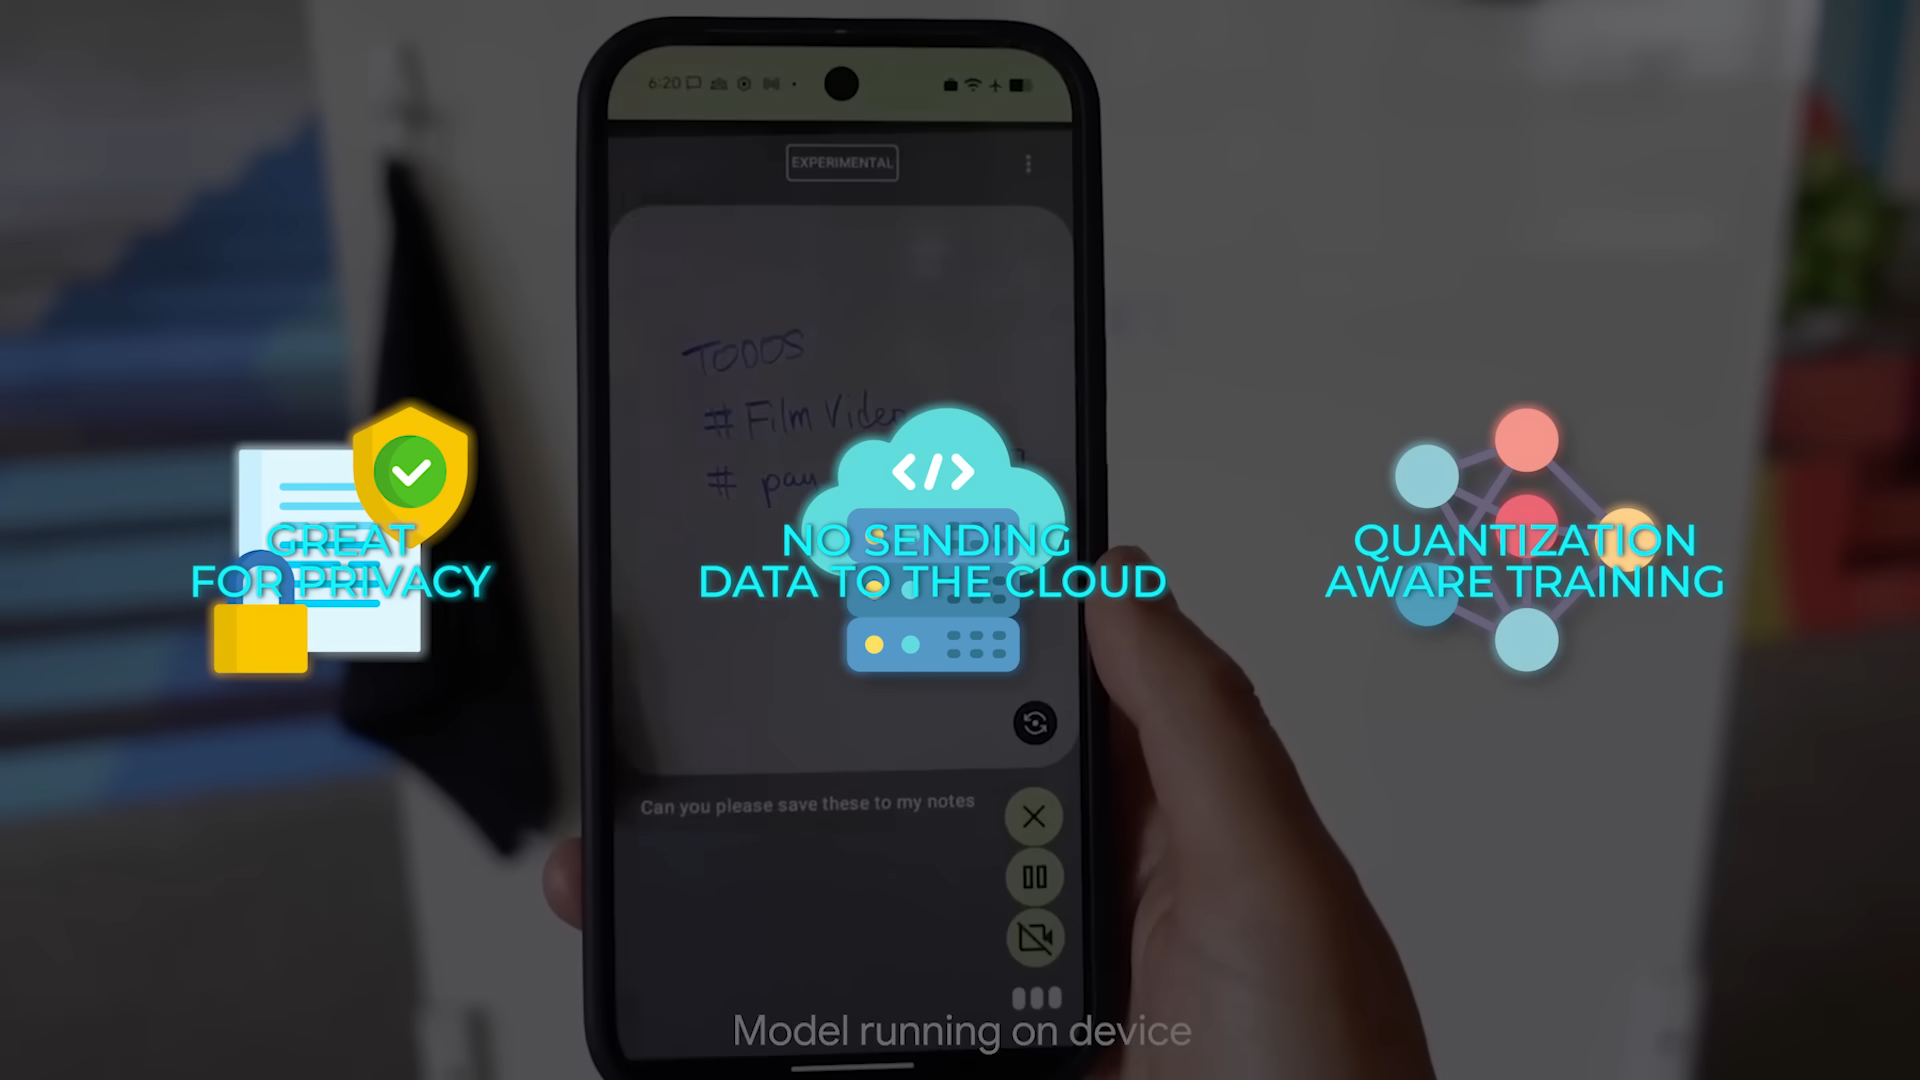 6:20
EXPERIMENTAL
TODOS
# Film Video
# pay
</>
GREAT
FOR PRIVACY
NO SENDING
DATA TO THE CLOUD
QUANTIZATION
AWARE TRAINING
Can you please save these to my notes
Model running on device